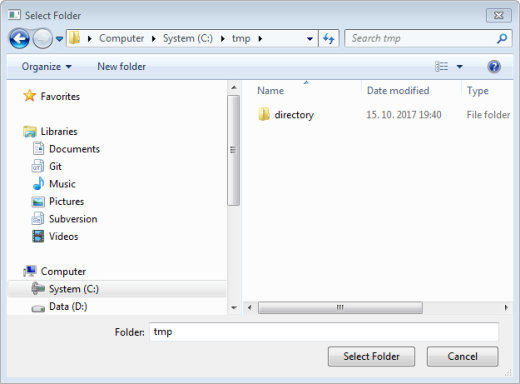 Select Folder
Computer System (C:) tmp Search tmp
Organize New folder
Favorites
Libraries
Documents
Git
Music
Pictures
Subversion
Videos
Computer
System (C:)
Data (D:)
Name Date modified Type
directory 15. 10. 2017 19:40 File folder
Folder: tmp
Select Folder Cancel